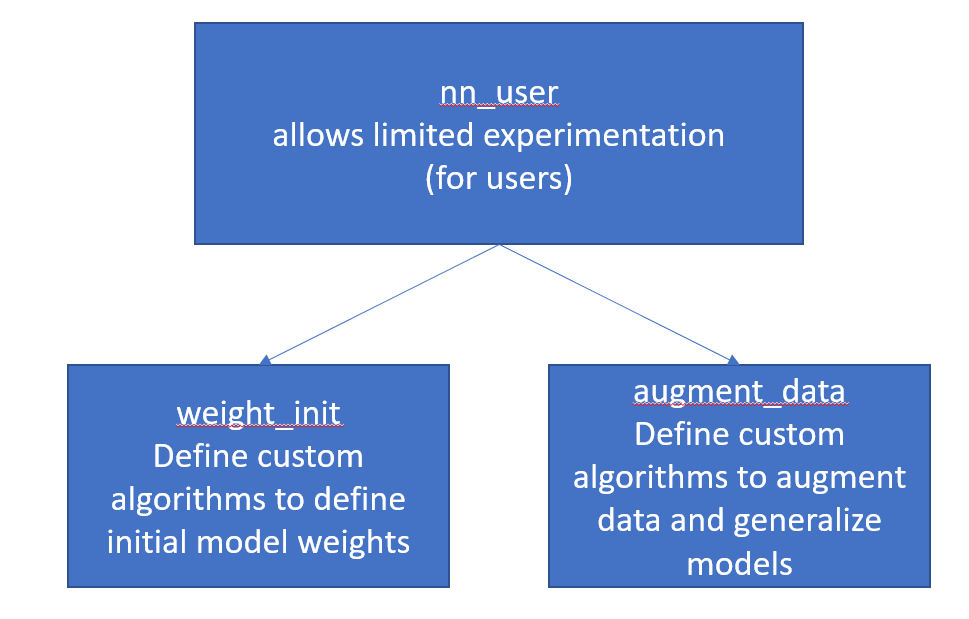 nn_user
allows limited experimentation
(for users)
weight_init
Define custom
algorithms to define
initial model weights
augment_data
Define custom
algorithms to augment
data and generalize
models